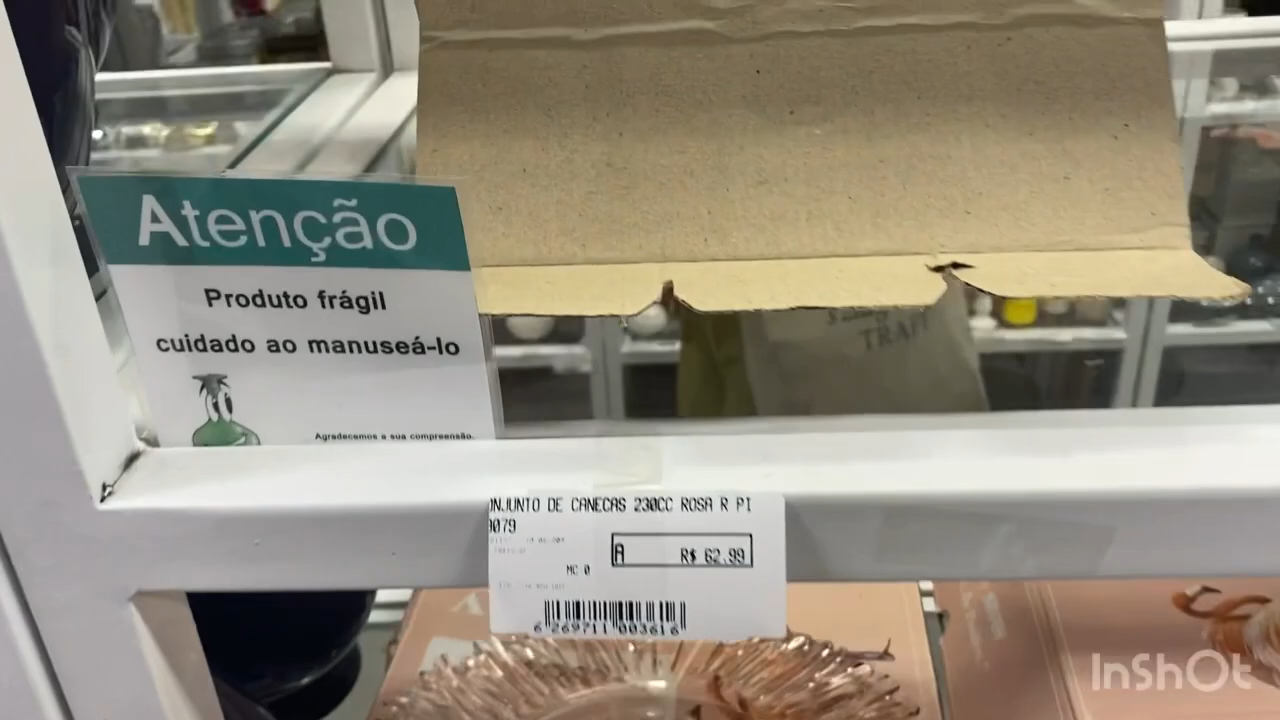 Atenção
Produto frágil
cuidado ao manuseá-lo
Agradecemos a sua compreensão.
TRAPI
ONJUNTO DE CANECAS 230CC ROSA R PI
0079
A R$ 62.99
MC 0
6 269711 003616
InShOt